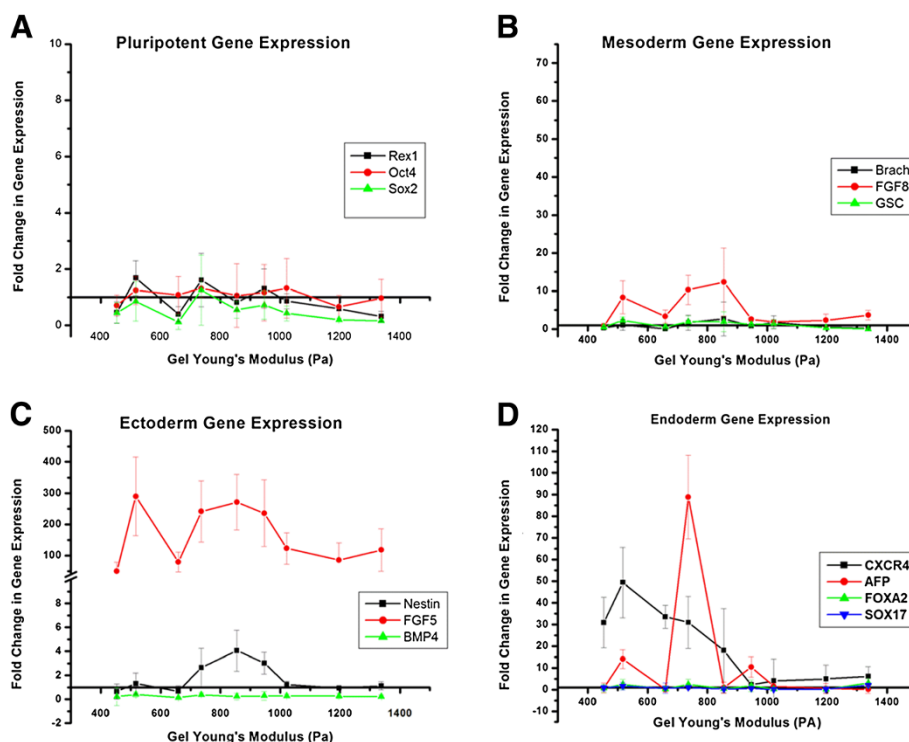 A
Pluripotent Gene Expression
Fold Change in Gene Expression
10
8
6
4
2
0
Rex1
Oct4
Sox2
400 600 800 1000 1200 1400
Gel Young's Modulus (Pa)
B
Mesoderm Gene Expression
Fold Change in Gene Expression
70
60
50
40
30
20
10
0
Brach
FGF8
GSC
400 600 800 1000 1200 1400
Gel Young's Modulus (Pa)
C
Ectoderm Gene Expression
Fold Change in Gene Expression
500
400
300
200
100
8
6
4
2
0
-2
Nestin
FGF5
BMP4
400 600 800 1000 1200 1400
Gel Young's Modulus (Pa)
D
Endoderm Gene Expression
Fold Change in Gene Expression
120
110
100
90
80
70
60
50
40
30
20
10
0
-10
CXCR4
AFP
FOXA2
SOX17
400 600 800 1000 1200 1400
Gel Young's Modulus (PA)